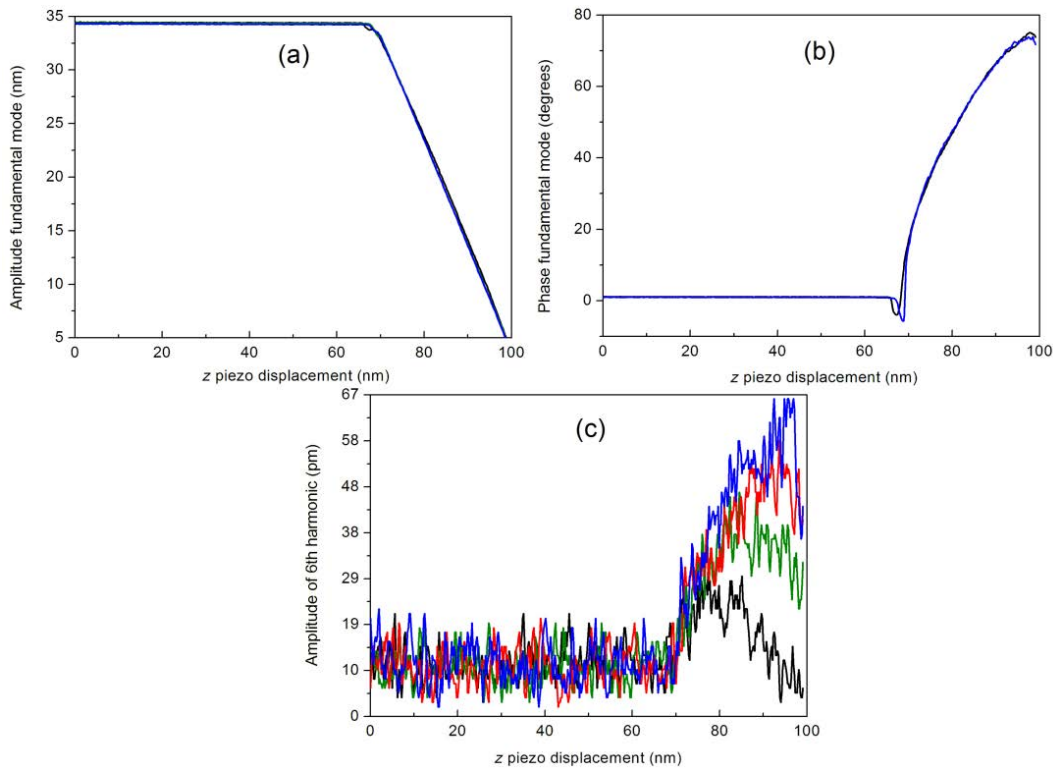 (a)
Amplitude fundamental mode (nm)
35
30
25
20
15
10
5
0 20 40 60 80 100
z piezo displacement (nm)
(b)
Phase fundamental mode (degrees)
80
60
40
20
0
0 20 40 60 80 100
z piezo displacement (nm)
(c)
Amplitude of 6th harmonic (pm)
67
58
48
38
29
19
10
0
0 20 40 60 80 100
z piezo displacement (nm)